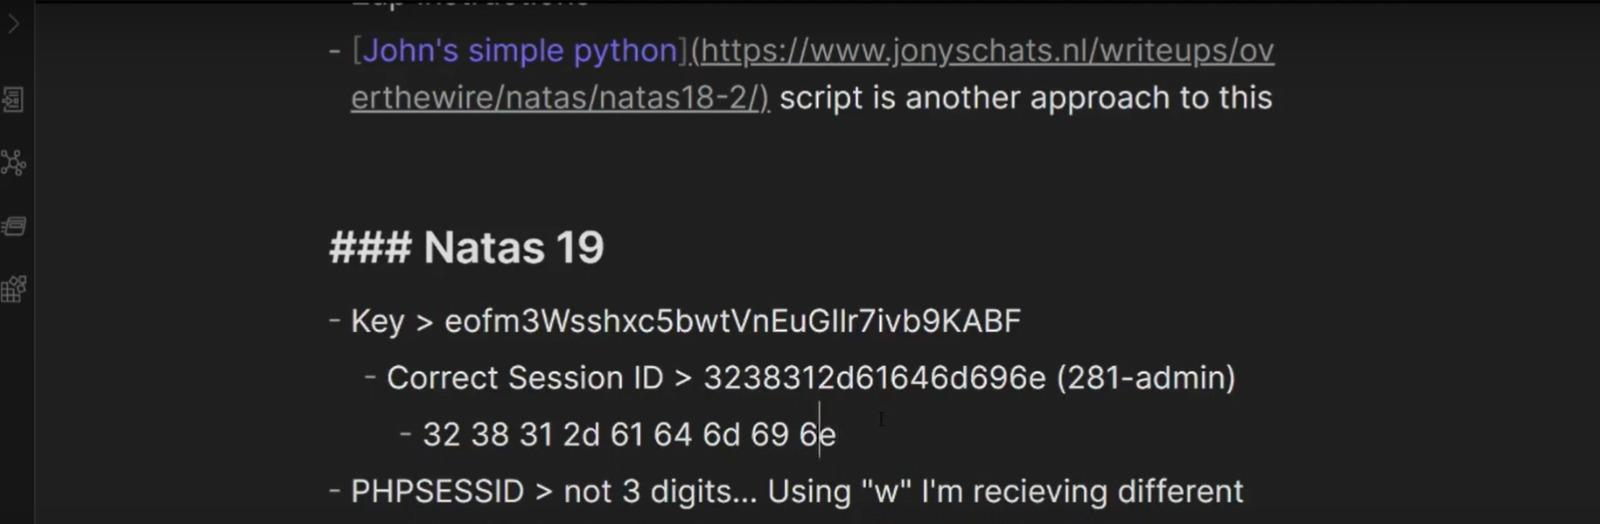 - [John's simple python](https://www.jonyschats.nl/writeups/ov
erthewire/natas/natas18-2/) script is another approach to this
### Natas 19
- Key > eofm3Wsshxc5bwtVnEuGIlr7ivb9KABF
- Correct Session ID > 3238312d61646d696e (281-admin)
- 32 38 31 2d 61 64 6d 69 6e
- PHPSESSID > not 3 digits... Using "w" I'm recieving different